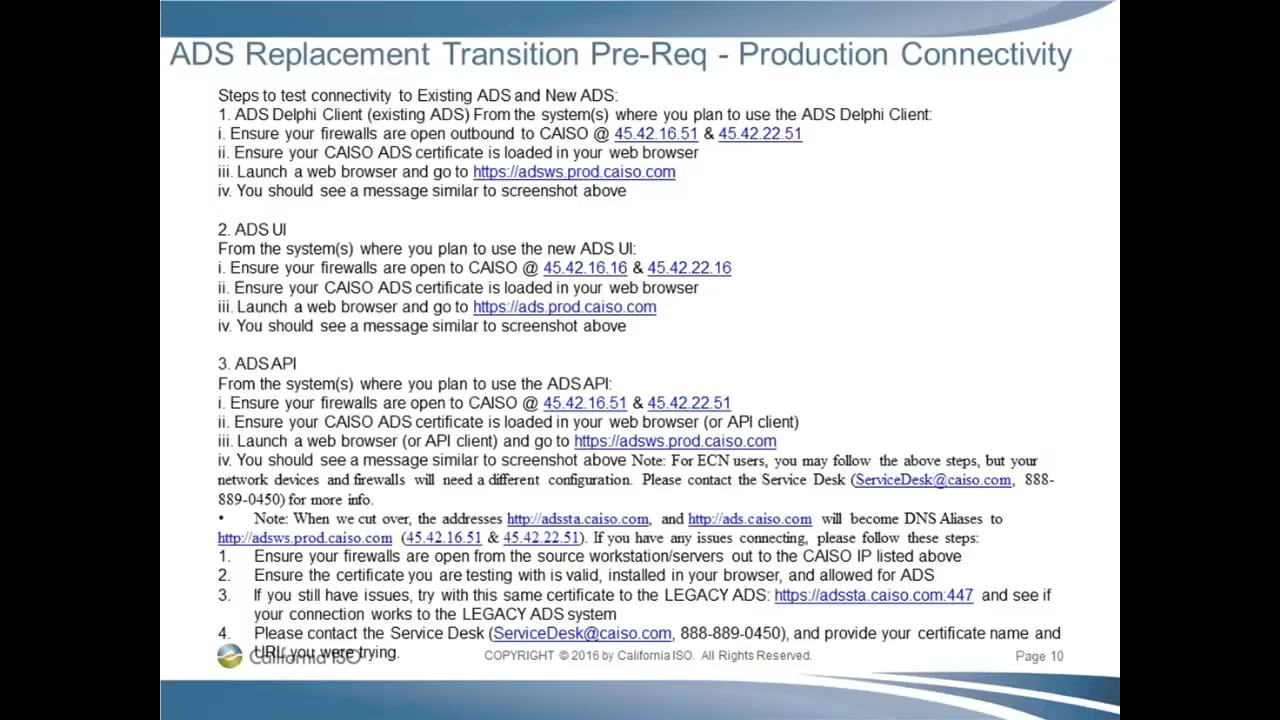 ADS Replacement Transition Pre-Req - Production Connectivity
Steps to test connectivity to Existing ADS and New ADS:
1. ADS Delphi Client (existing ADS) From the system(s) where you plan to use the ADS Delphi Client:
i. Ensure your firewalls are open outbound to CAISO @ 45.42.16.51 & 45.42.22.51
ii. Ensure your CAISO ADS certificate is loaded in your web browser
iii. Launch a web browser and go to https://adsws.prod.caiso.com
iv. You should see a message similar to screenshot above
2. ADS UI
From the system(s) where you plan to use the new ADS UI:
i. Ensure your firewalls are open to CAISO @ 45.42.16.16 & 45.42.22.16
ii. Ensure your CAISO ADS certificate is loaded in your web browser
iii. Launch a web browser and go to https://ads.prod.caiso.com
iv. You should see a message similar to screenshot above
3. ADS API
From the system(s) where you plan to use the ADS API:
i. Ensure your firewalls are open to CAISO @ 45.42.16.51 & 45.42.22.51
ii. Ensure your CAISO ADS certificate is loaded in your web browser (or API client)
iii. Launch a web browser (or API client) and go to https://adsws.prod.caiso.com
iv. You should see a message similar to screenshot above Note: For ECN users, you may follow the above steps, but your
network devices and firewalls will need a different configuration. Please contact the Service Desk (ServiceDesk@caiso.com, 888-
889-0450) for more info.
• Note: When we cut over, the addresses http://adssta.caiso.com, and http://ads.caiso.com will become DNS Aliases to
http://adsws.prod.caiso.com (45.42.16.51 & 45.42.22.51). If you have any issues connecting, please follow these steps:
1. Ensure your firewalls are open from the source workstation/servers out to the CAISO IP listed above
2. Ensure the certificate you are testing with is valid, installed in your browser, and allowed for ADS
3. If you still have issues, try with this same certificate to the LEGACY ADS: https://adssta.caiso.com:447 and see if
your connection works to the LEGACY ADS system
4. Please contact the Service Desk (ServiceDesk@caiso.com, 888-889-0450), and provide your certificate name and
URL you were trying.
California ISO
COPYRIGHT © 2016 by California ISO. All Rights Reserved.
Page 10